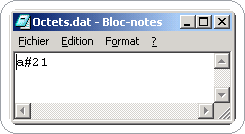 Octets.dat - Bloc-notes
Fichier Edition Format ?
a#21